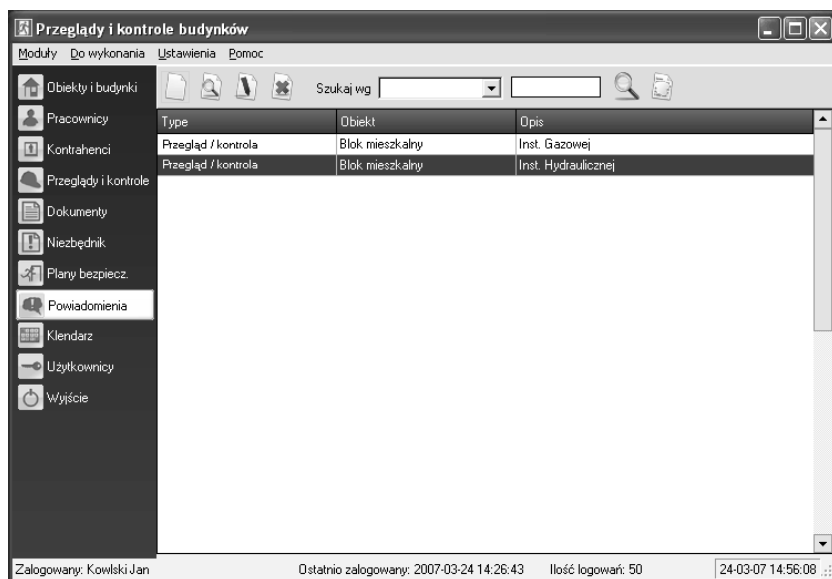 Przeglądy i kontrole budynków
Moduły Do wykonania Ustawienia Pomoc
Obiekty i budynki
Pracownicy
Kontrahenci
Przeglądy i kontrole
Dokumenty
Niezbędnik
Plany bezpiecz.
Powiadomienia
Klendarz
Użytkownicy
Wyjście
Szukaj wg
Type Obiekt Opis
Przegląd / kontrola Blok mieszkalny Inst. Gazowej
Przegląd / kontrola Blok mieszkalny Inst. Hydraulicznej
Zalogowany: Kowlski Jan Ostatnio zalogowany: 2007-03-24 14:26:43 Ilość logowań: 50 24-03-07 14:56:08